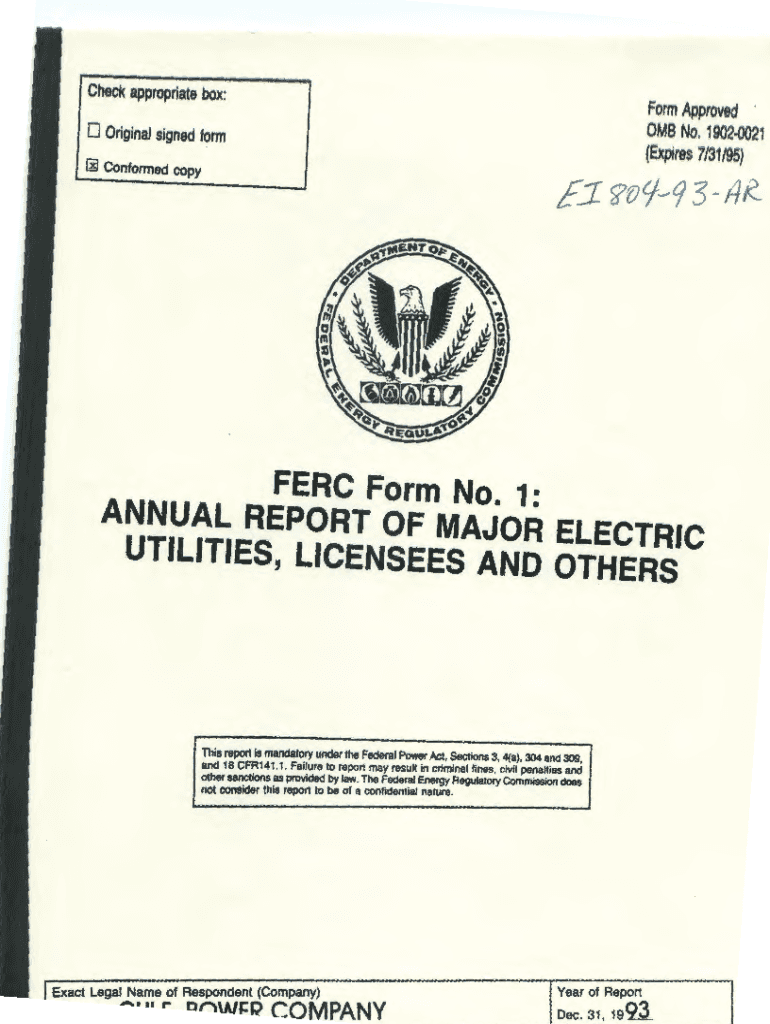 Check appropriate box:
☐ Original signed form
☒ Conformed copy
Form Approved
OMB No. 1902-0021
(Expires 7/31/95)
EI804-93-AR
DEPARTMENT OF ENERGY
FEDERAL ENERGY REGULATORY COMMISSION
FERC Form No. 1:
ANNUAL REPORT OF MAJOR ELECTRIC
UTILITIES, LICENSEES AND OTHERS
This report is mandatory under the Federal Power Act, Sections 3, 4(a), 304 and 309,
and 18 CFR141.1. Failure to report may result in criminal fines, civil penalties and
other sanctions as provided by law. The Federal Energy Regulatory Commission does
not consider this report to be of a confidential nature.
Exact Legal Name of Respondent (Company)
GULF POWER COMPANY
Year of Report
Dec. 31, 1993